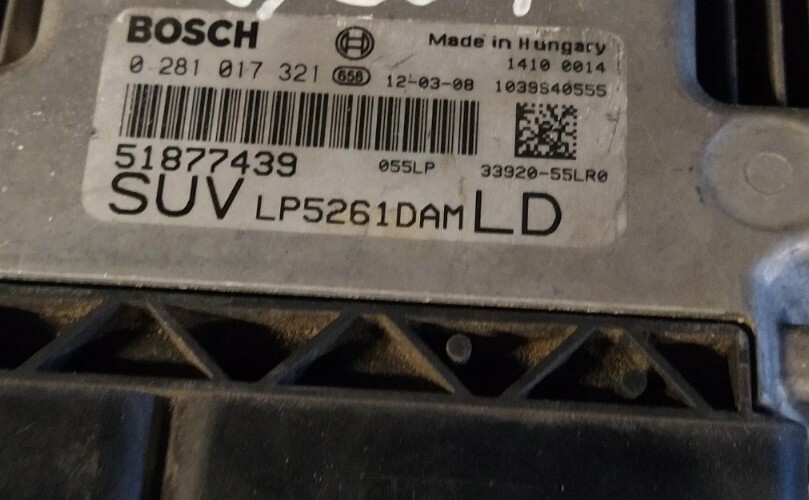 BOSCH Made in Hungary
1410 0014
0 281 017 321 658 12-03-08 1039S40555
51877439 055LP 33920-55LR0
SUV LP5261DAM LD